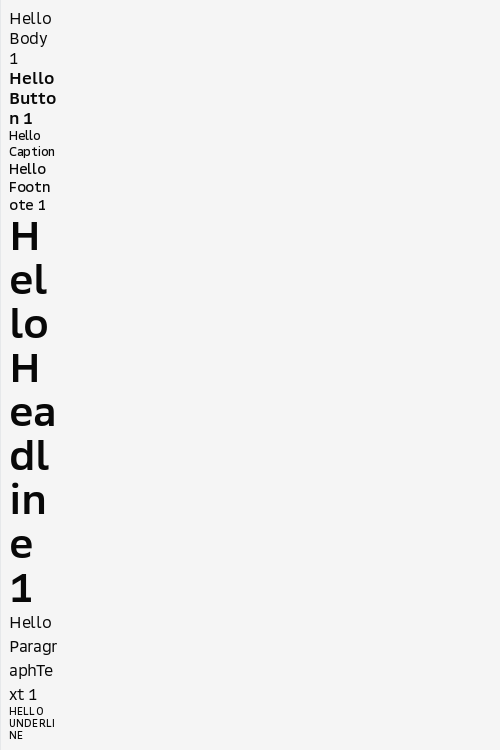 Hello
Body
1
Hello
Butto
n 1
Hello
Caption
Hello
Footn
ote 1
H
el
lo
H
ea
dl
in
e
1
Hello
Paragr
aphTe
xt 1
HELLO
UNDERLI
NE